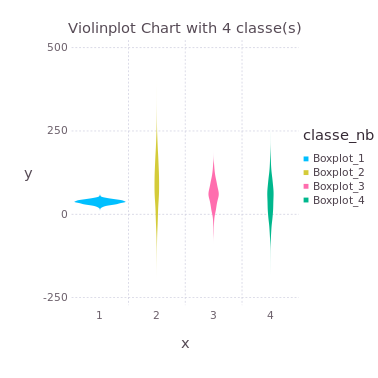 Violinplot Chart with 4 classe(s)
500
250
0
-250
y
1 2 3 4
x
classe_nb
Boxplot_1
Boxplot_2
Boxplot_3
Boxplot_4